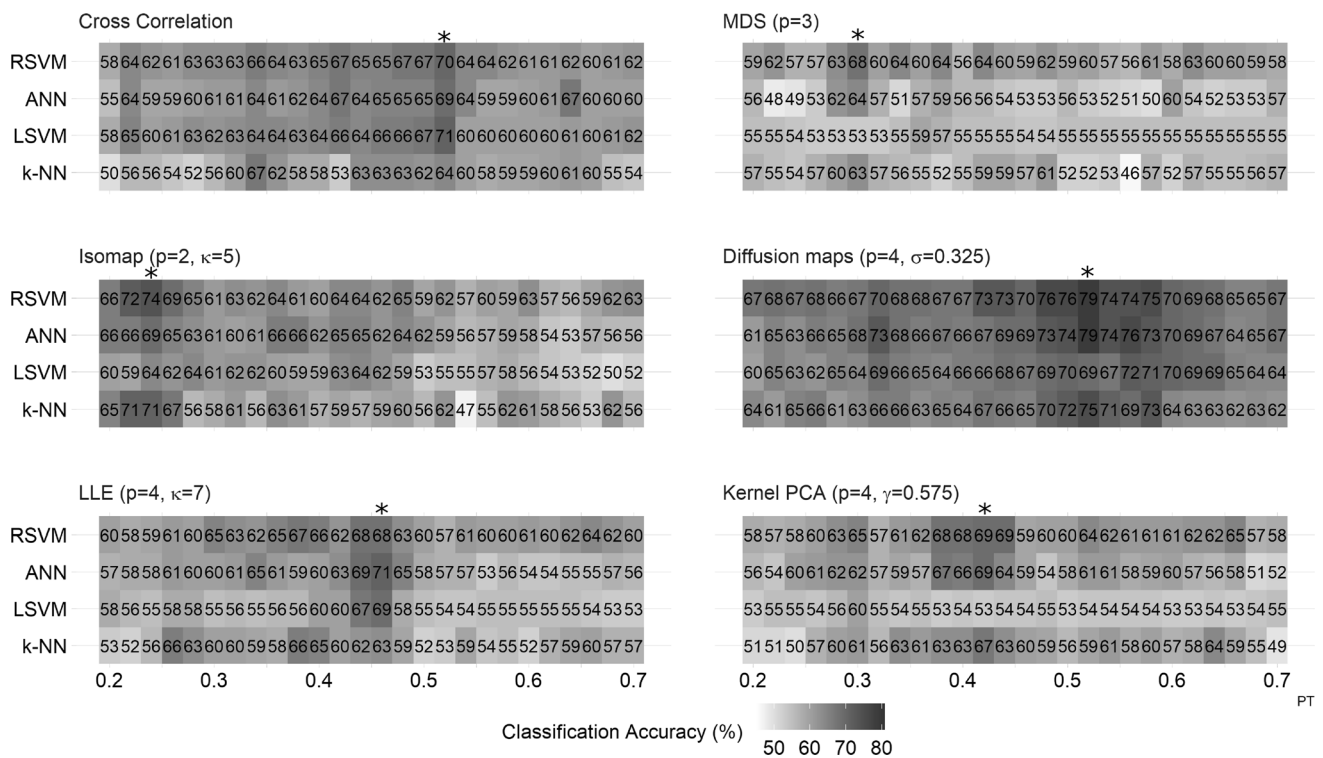 Cross Correlation
*
RSVM 58 64 62 61 63 63 63 66 64 63 65 67 65 65 67 67 70 64 64 62 61 61 62 60 61 62
ANN 55 64 59 59 60 61 61 64 61 62 64 67 64 65 65 65 69 64 59 59 60 61 67 60 60 60
LSVM 58 65 60 61 63 62 63 64 64 63 64 66 64 66 66 67 71 60 60 60 60 60 61 60 61 62
k-NN 50 56 56 54 52 56 60 67 62 58 58 53 63 63 63 62 64 60 58 59 59 60 61 60 55 54
MDS (p=3)
*
59 62 57 57 63 68 60 64 60 64 56 64 60 59 62 59 60 57 56 61 58 63 60 60 59 58
56 48 49 53 62 64 57 51 57 59 56 56 54 53 53 56 53 52 51 50 60 54 52 53 53 57
55 55 54 53 53 53 53 55 59 57 55 55 55 54 54 55 55 55 55 55 55 55 55 55 55 55
57 55 54 57 60 63 57 56 55 52 55 59 59 57 61 52 52 53 46 57 52 57 55 55 56 57
Isomap (p=2, κ=5)
*
RSVM 66 72 74 69 65 61 63 62 64 61 60 64 64 62 65 59 62 57 60 59 63 57 56 59 62 63
ANN 66 66 69 65 63 61 60 61 66 66 62 65 65 62 64 62 59 56 57 59 58 54 53 57 56 56
LSVM 60 59 64 62 64 61 62 62 60 59 59 63 64 62 59 53 55 55 57 58 56 54 53 52 50 52
k-NN 65 71 71 67 56 58 61 56 63 61 57 59 57 59 60 56 62 47 55 62 61 58 56 53 62 56
Diffusion maps (p=4, σ=0.325)
*
67 68 67 68 66 67 70 68 68 67 67 73 73 70 76 76 79 74 74 75 70 69 68 65 65 67
61 65 63 66 65 68 73 68 66 67 66 67 69 69 73 74 79 74 76 73 70 69 67 64 65 67
60 65 63 62 65 64 69 66 65 64 66 68 66 67 69 70 69 67 72 71 70 69 69 65 64 64
64 61 65 66 61 63 66 66 63 65 64 67 66 65 70 72 75 71 69 73 64 63 63 62 63 62
LLE (p=4, κ=7)
*
RSVM 60 58 59 61 60 65 63 62 65 67 66 62 68 68 63 60 57 61 60 60 61 60 62 64 62 60
ANN 57 58 58 61 60 60 61 65 61 59 60 63 69 71 65 58 57 57 53 56 54 54 55 55 57 56
LSVM 58 56 55 58 58 55 56 55 56 56 60 60 67 69 58 55 54 55 55 55 55 55 55 54 53 53
k-NN 53 52 56 66 63 60 60 59 58 66 65 60 62 63 59 52 53 59 54 55 52 57 59 60 57 57
0.2 0.3 0.4 0.5 0.6 0.7
Kernel PCA (p=4, γ=0.575)
*
58 57 58 60 63 65 57 61 62 68 68 69 69 59 60 60 64 62 61 61 61 62 62 65 57 58
56 54 60 61 62 62 57 59 57 67 66 69 64 59 54 58 61 61 58 59 60 57 56 58 51 52
53 55 55 54 56 60 55 54 55 53 54 53 54 54 55 55 55 54 54 53 54 54 53 54 54 55
51 51 50 57 60 61 56 63 61 63 63 67 63 60 59 56 59 61 58 60 57 58 64 59 55 49
0.2 0.3 0.4 0.5 0.6 0.7
PT
Classification Accuracy (%)
50 60 70 80